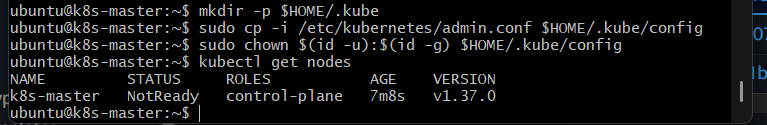 ubuntu@k8s-master:~$ mkdir -p $HOME/.kube
ubuntu@k8s-master:~$ sudo cp -i /etc/kubernetes/admin.conf $HOME/.kube/config
ubuntu@k8s-master:~$ sudo chown $(id -u):$(id -g) $HOME/.kube/config
ubuntu@k8s-master:~$ kubectl get nodes
NAME         STATUS     ROLES           AGE    VERSION
k8s-master   NotReady   control-plane   7m8s   v1.37.0
ubuntu@k8s-master:~$